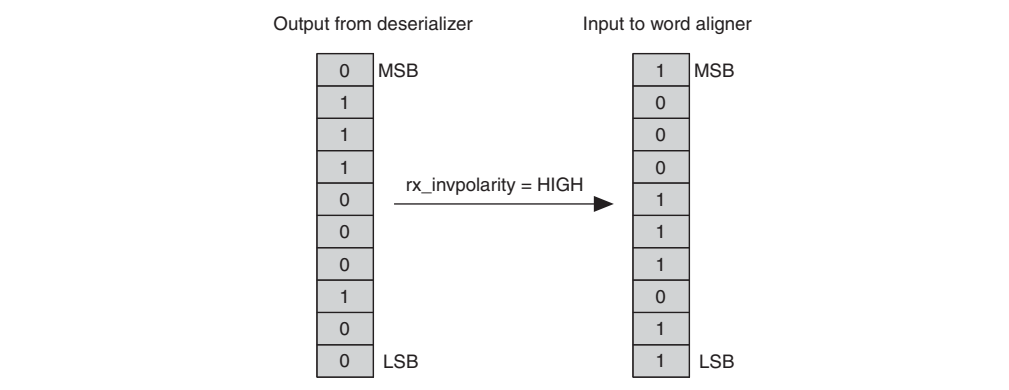 Output from deserializer Input to word aligner
0 MSB 1 MSB
1 0
1 0
1 0
rx_invpolarity = HIGH
0 1
0 1
0 1
1 0
0 1
0 LSB 1 LSB